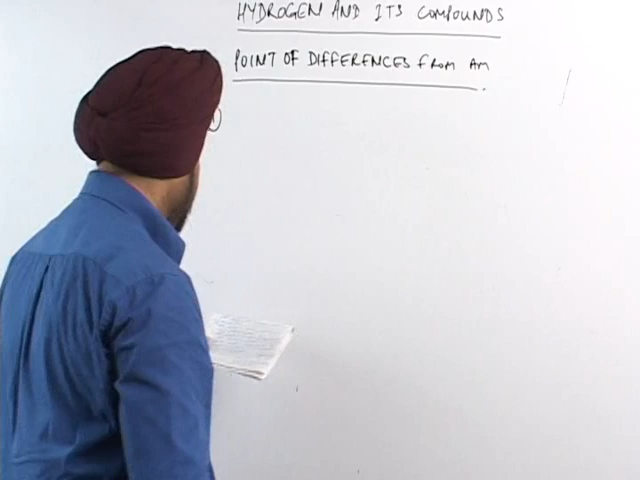 HYDROGEN AND ITS COMPOUNDS
POINT OF DIFFERENCES FROM AM